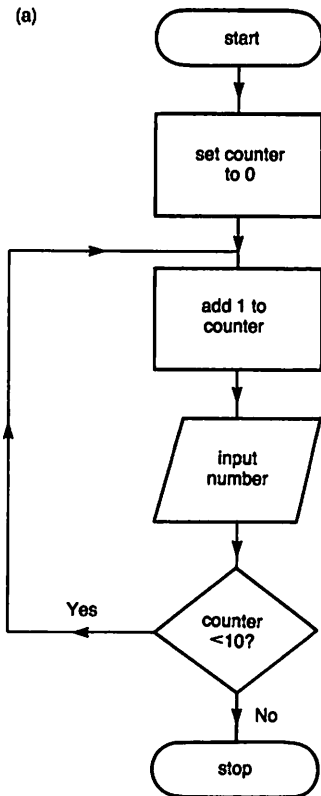 (a)
start
set counter
to 0
add 1 to
counter
input
number
counter
<10?
Yes
No
stop